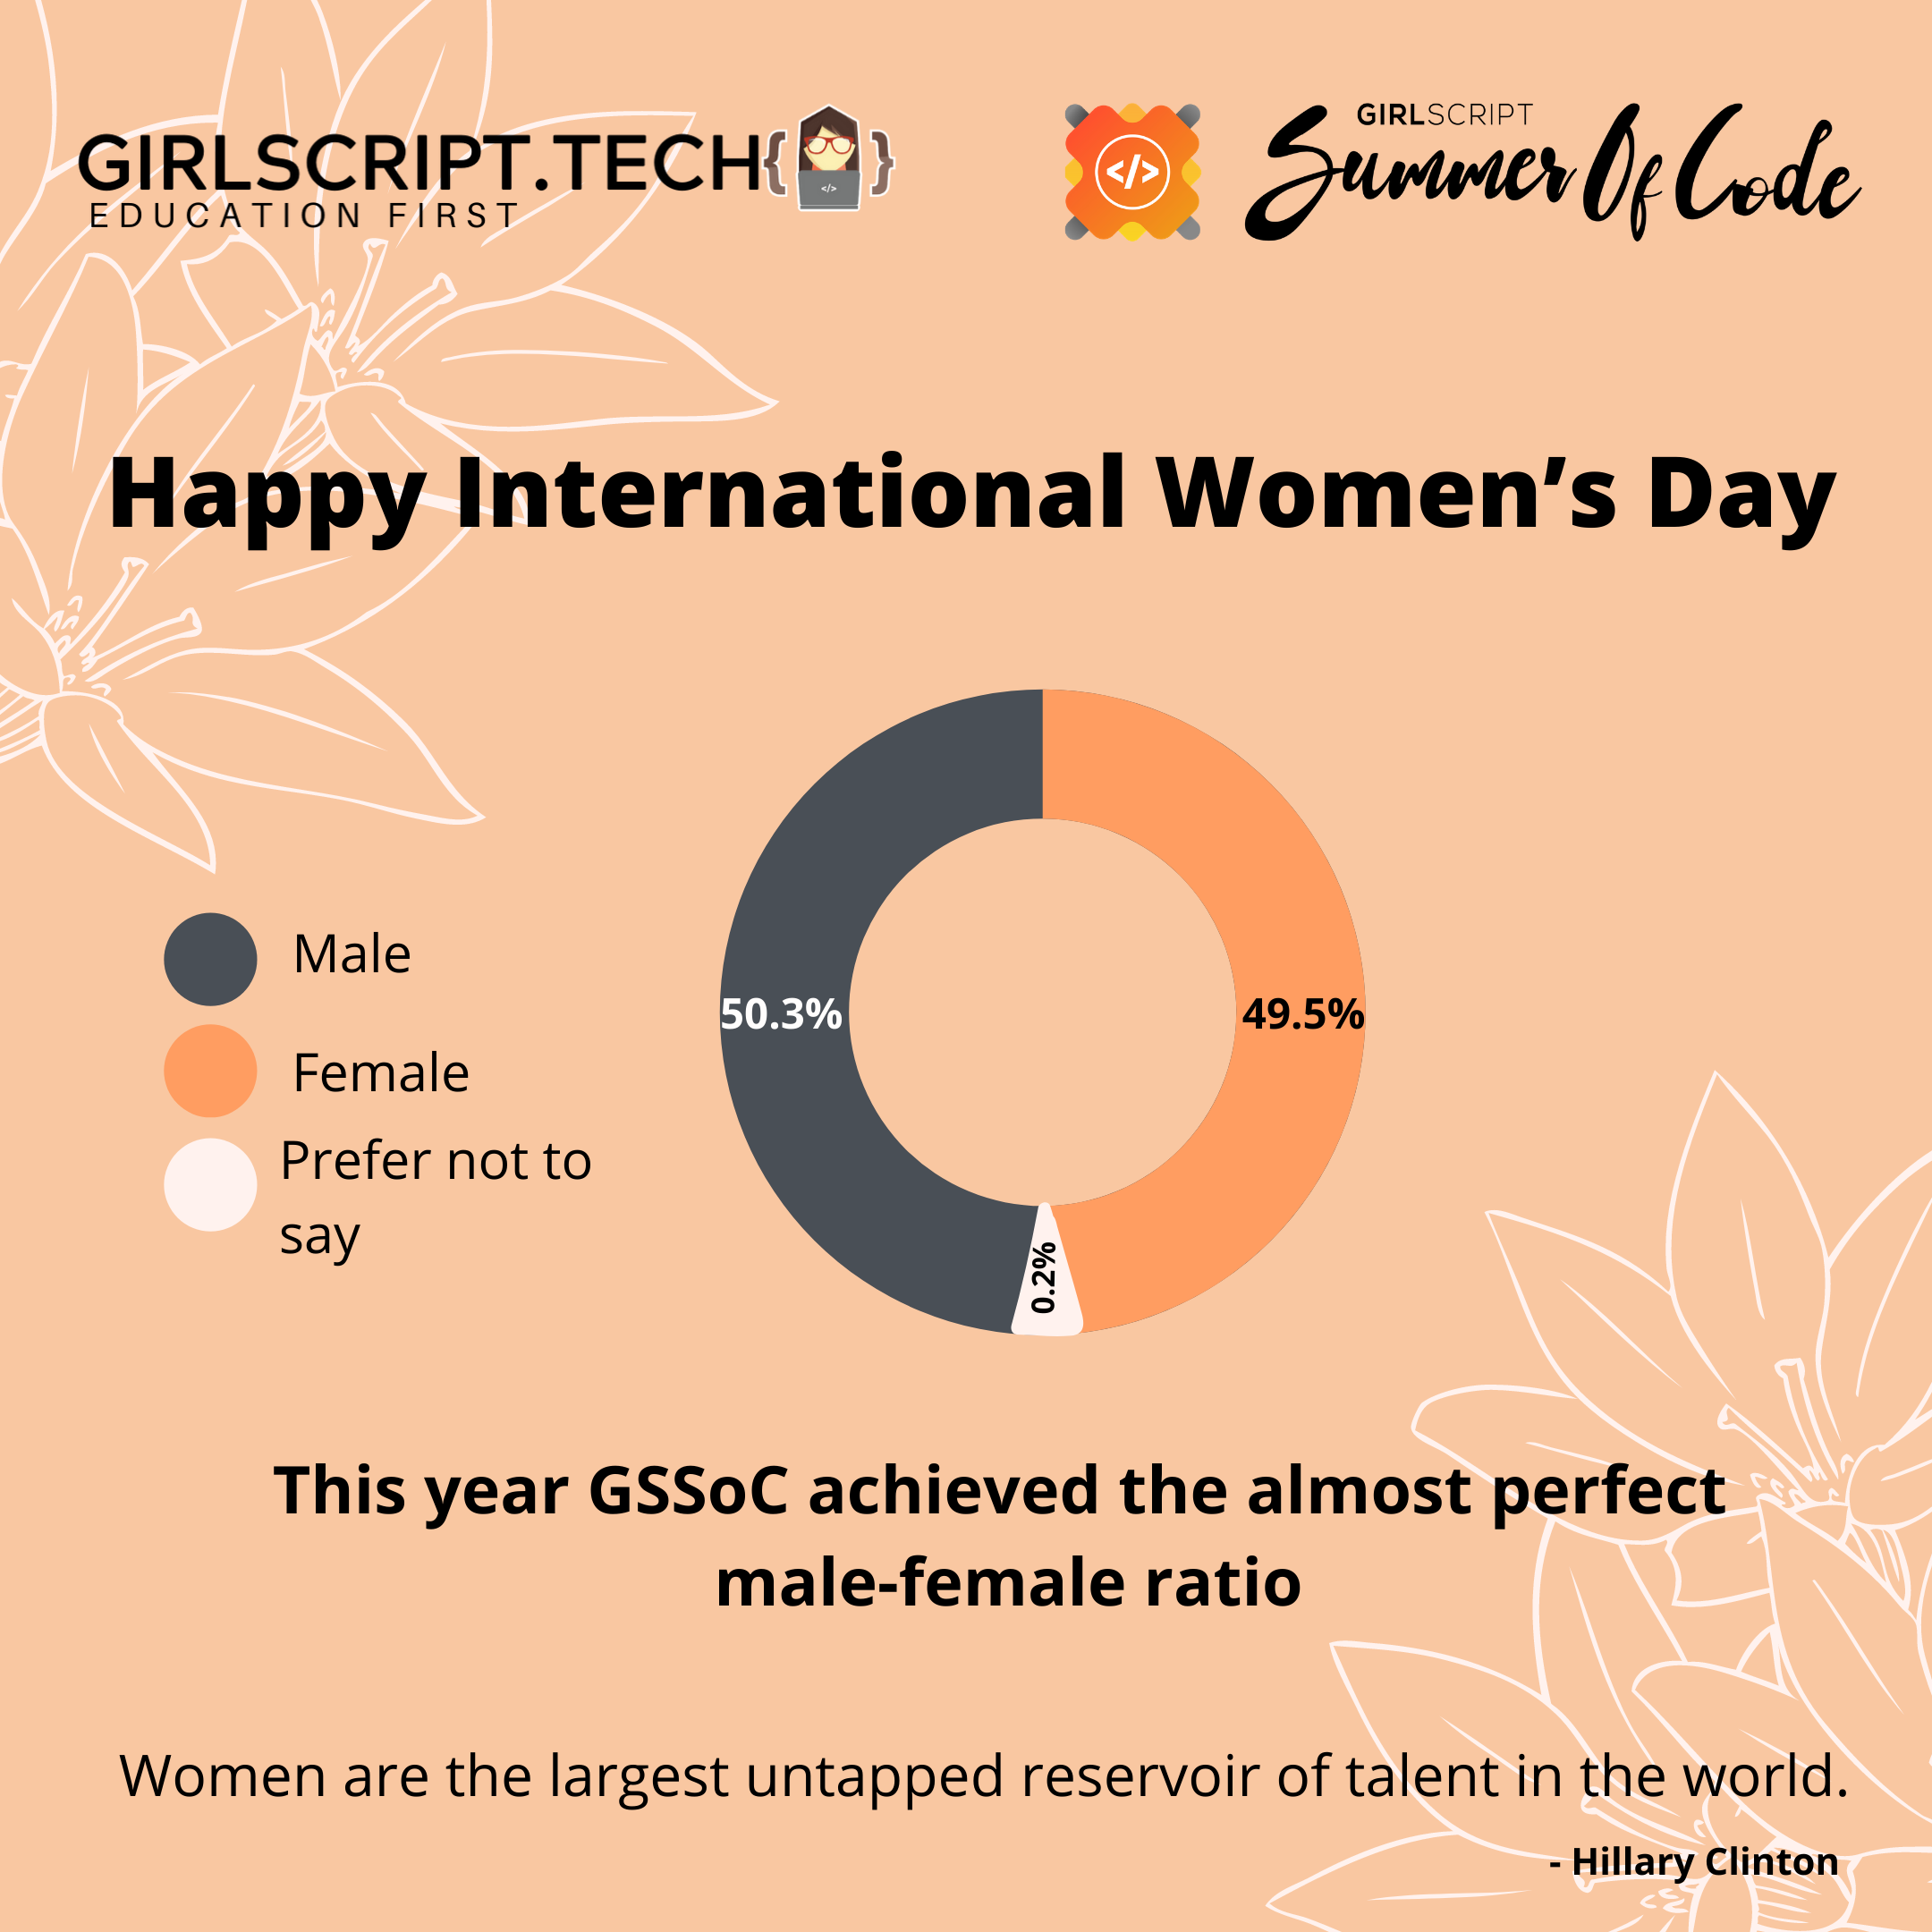 GIRLSCRIPT.TECH
EDUCATION FIRST
</>
</>
GIRLSCRIPT
Summer Of Code
Happy International Women’s Day
Male
Female
Prefer not to
say
50.3%
49.5%
0.2%
This year GSSoC achieved the almost perfect
male-female ratio
Women are the largest untapped reservoir of talent in the world.
- Hillary Clinton